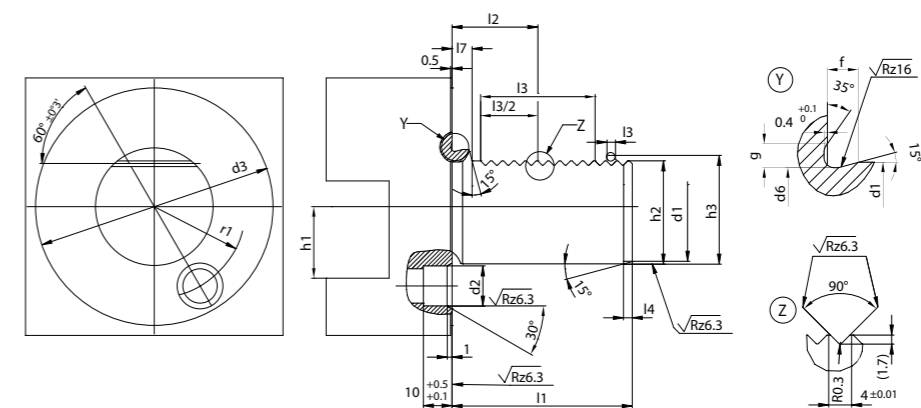 60° ±0°3'
d3
r1
h1
l2
l7
0.5
l3
l3/2
Y
Z
l3
15°
h2
d1
h3
d2
√Rz6.3
15°
l4
√Rz6.3
30°
1
√Rz6.3
10 +0.5 +0.1
l1
Y
f
√Rz16
35°
0.4 +0.1 0
g
d6
15°
d1
√Rz6.3
90°
Z
R0.3
4 ±0.01
(1.7)